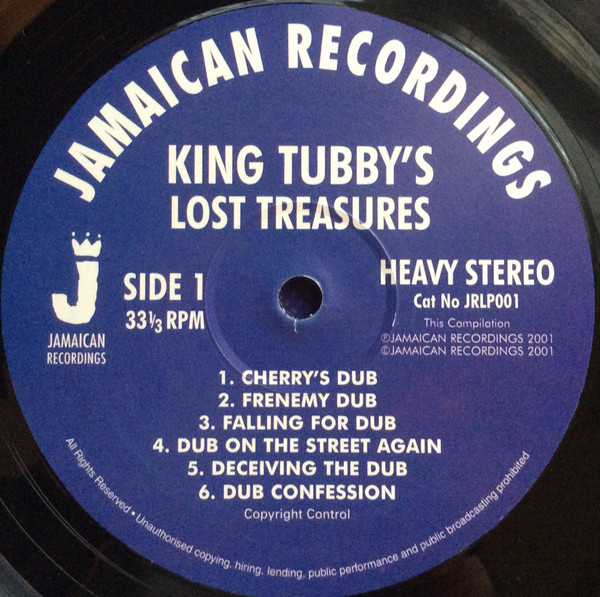 JAMAICAN RECORDINGS
KING TUBBY'S
LOST TREASURES
J
JAMAICAN
RECORDINGS
SIDE 1
33⅓ RPM
HEAVY STEREO
Cat No JRLP001
This Compilation
ⓅJAMAICAN RECORDINGS 2001
©JAMAICAN RECORDINGS 2001
1. CHERRY'S DUB
2. FRENEMY DUB
3. FALLING FOR DUB
4. DUB ON THE STREET AGAIN
5. DECEIVING THE DUB
6. DUB CONFESSION
Copyright Control
All Rights Reserved • Unauthorised copying, hiring, lending, public performance and public broadcasting prohibited